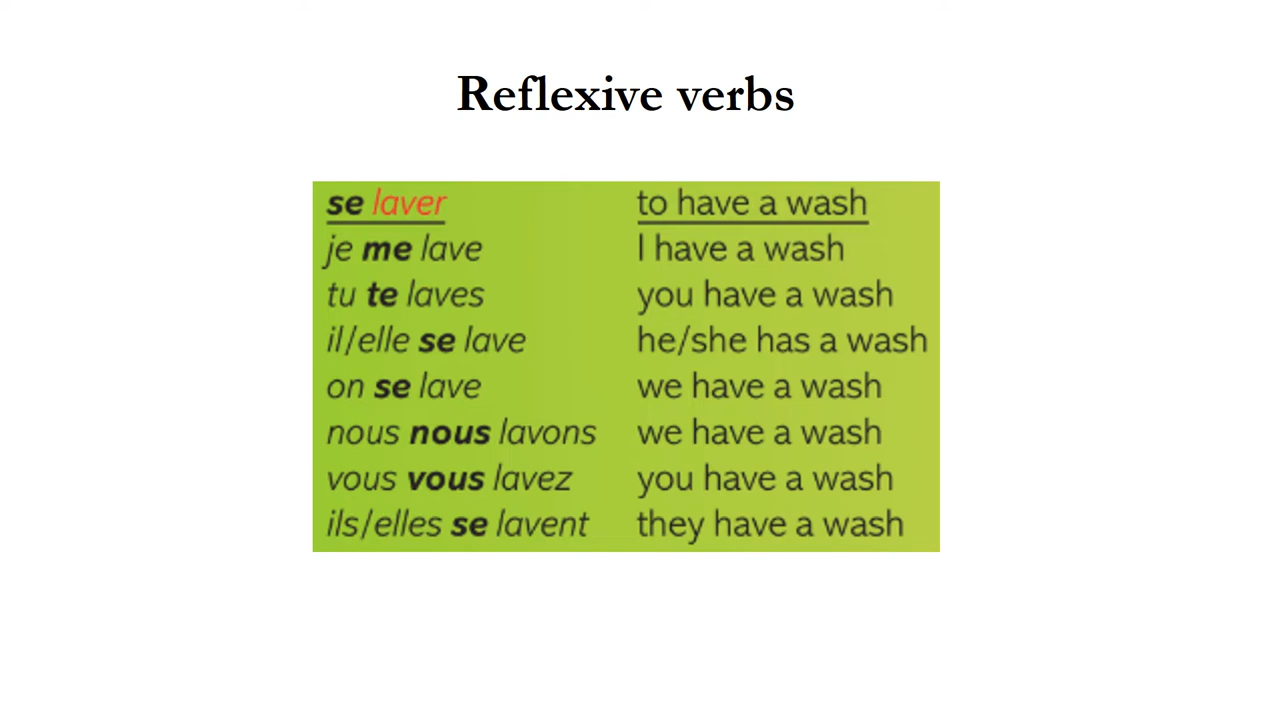 Reflexive verbs
se laver to have a wash
je me lave I have a wash
tu te laves you have a wash
il/elle se lave he/she has a wash
on se lave we have a wash
nous nous lavons we have a wash
vous vous lavez you have a wash
ils/elles se lavent they have a wash